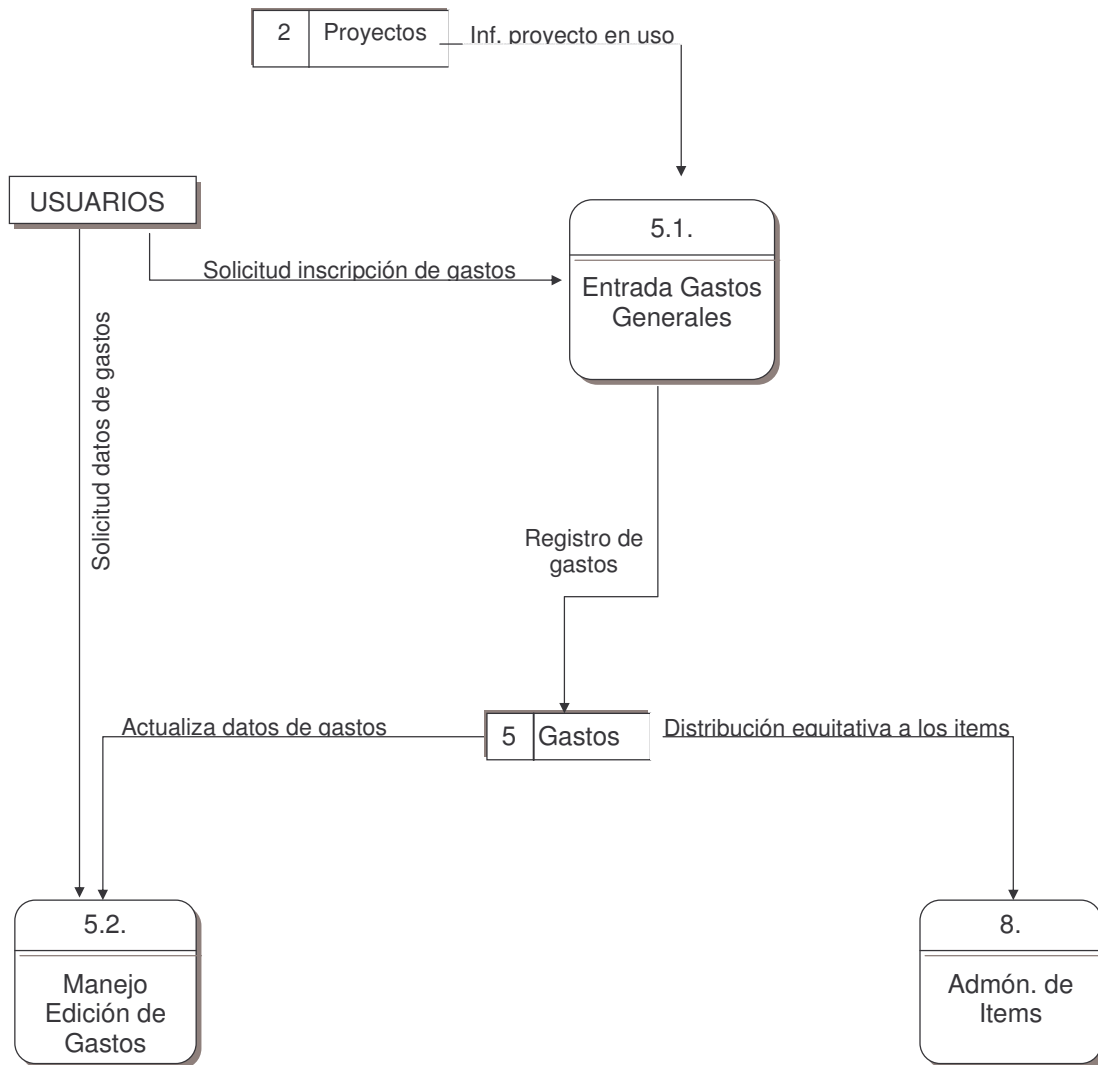 2 Proyectos Inf. proyecto en uso
USUARIOS
5.1.
Solicitud inscripción de gastos
Entrada Gastos
Generales
Solicitud datos de gastos
Registro de
gastos
Actualiza datos de gastos
5 Gastos
Distribución equitativa a los items
5.2.
Manejo
Edición de
Gastos
8.
Admón. de
Items